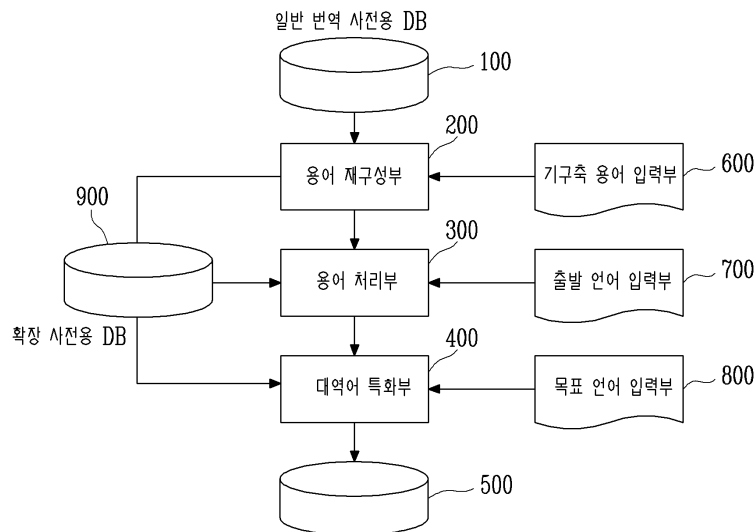 일반 번역 사전용 DB
100
200
용어 재구성부
기구축 용어 입력부
600
900
300
용어 처리부
출발 언어 입력부
700
확장 사전용 DB
400
대역어 특화부
목표 언어 입력부
800
500